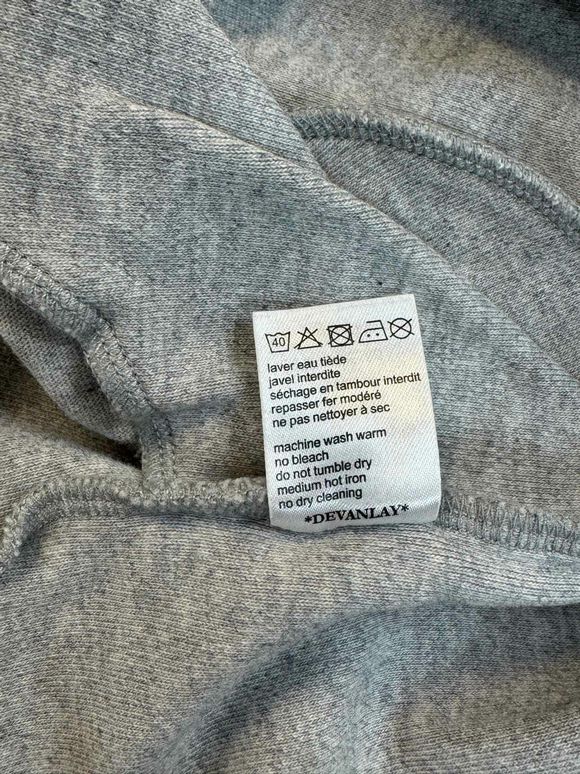 40
laver eau tiède
javel interdite
séchage en tambour interdit
repasser fer modéré
ne pas nettoyer à sec
machine wash warm
no bleach
do not tumble dry
medium hot iron
no dry cleaning
*DEVANLAY*